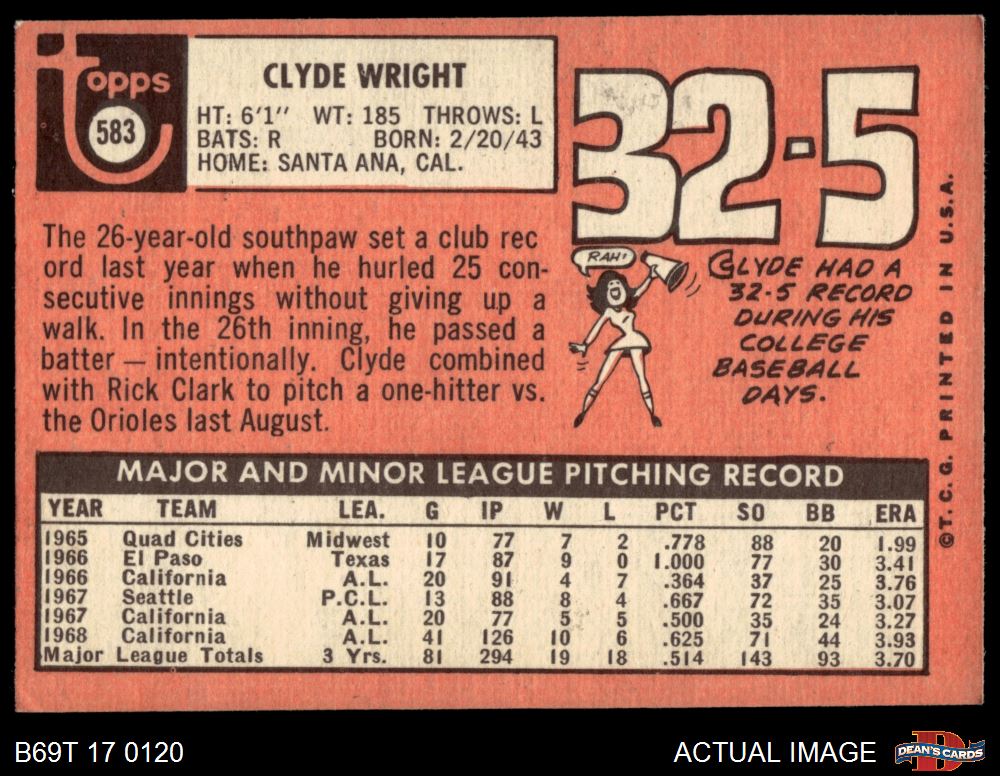 Topps
583
CLYDE WRIGHT
HT: 6'1" WT: 185 THROWS: L
BATS: R BORN: 2/20/43
HOME: SANTA ANA, CAL.
32-5
The 26-year-old southpaw set a club rec
ord last year when he hurled 25 con-
secutive innings without giving up a
walk. In the 26th inning, he passed a
batter — intentionally. Clyde combined
with Rick Clark to pitch a one-hitter vs.
the Orioles last August.
RAH!
CLYDE HAD A
32-5 RECORD
DURING HIS
COLLEGE
BASEBALL
DAYS.
©T.C.G. PRINTED IN U.S.A.
MAJOR AND MINOR LEAGUE PITCHING RECORD
YEAR TEAM LEA. G IP W L PCT SO BB ERA
1965 Quad Cities Midwest 10 77 7 2 .778 88 20 1.99
1966 El Paso Texas 17 87 9 0 1.000 77 30 3.41
1966 California A.L. 20 91 4 7 .364 37 25 3.76
1967 Seattle P.C.L. 13 88 8 4 .667 72 35 3.07
1967 California A.L. 20 77 5 5 .500 35 24 3.27
1968 California A.L. 41 126 10 6 .625 71 44 3.93
Major League Totals 3 Yrs. 81 294 19 18 .514 143 93 3.70
B69T 17 0120
ACTUAL IMAGE
DEAN'S CARDS